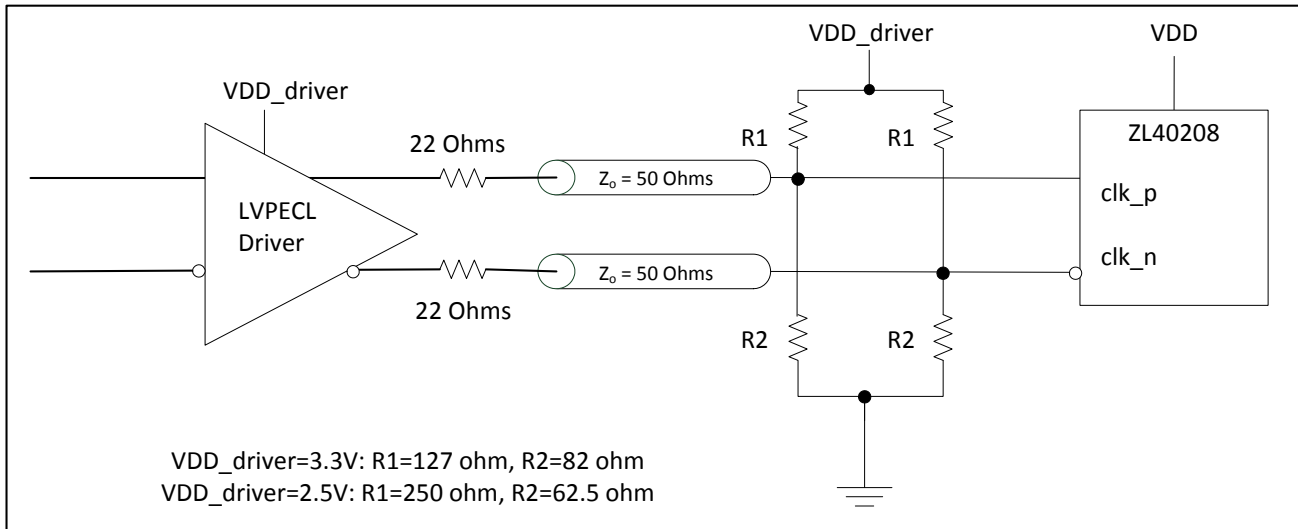 VDD_driver
VDD
VDD_driver
22 Ohms
R1
R1
ZL40208
Zo = 50 Ohms
clk_p
LVPECL
Driver
clk_n
Zo = 50 Ohms
22 Ohms
R2
R2
VDD_driver=3.3V: R1=127 ohm, R2=82 ohm
VDD_driver=2.5V: R1=250 ohm, R2=62.5 ohm